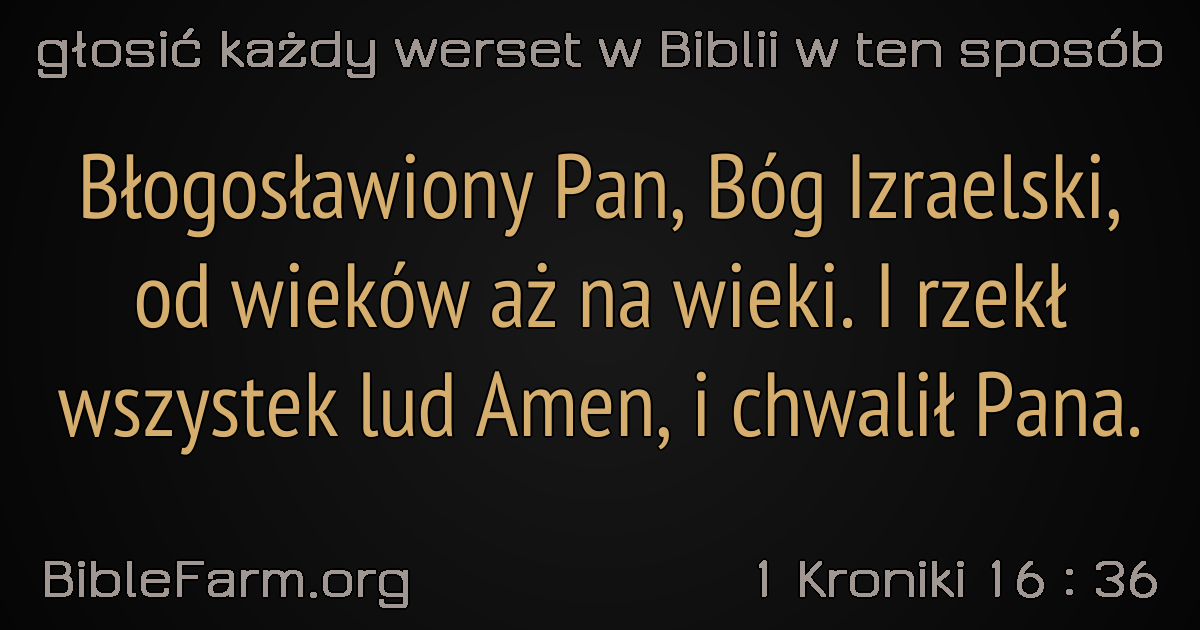 głosić każdy werset w Biblii w ten sposób
Błogosławiony Pan, Bóg Izraelski,
od wieków aż na wieki. I rzekł
wszystek lud Amen, i chwalił Pana.
BibleFarm.org
1 Kroniki 16 : 36